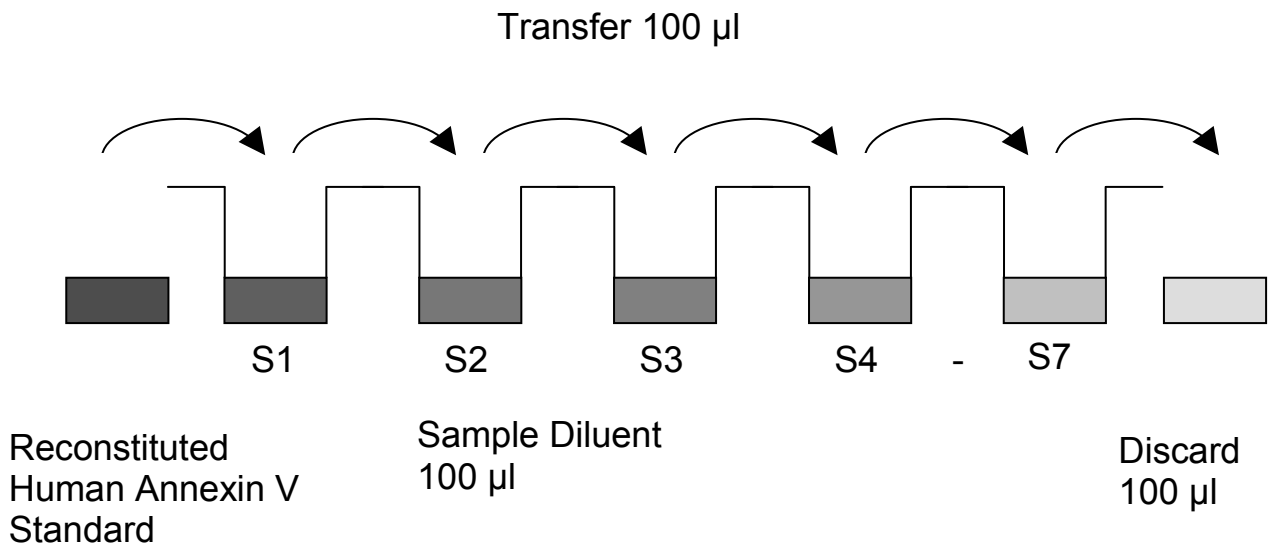 Transfer 100 µl
S1 S2 S3 S4 - S7
Reconstituted
Human Annexin V
Standard
Sample Diluent
100 µl
Discard
100 µl